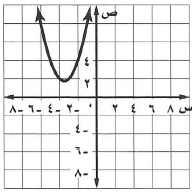 ص
٤
٢
٨- ٦- ٤- ٢- ٠ ٢ ٤ ٦ ٨ س
٤-
٦-
٨-